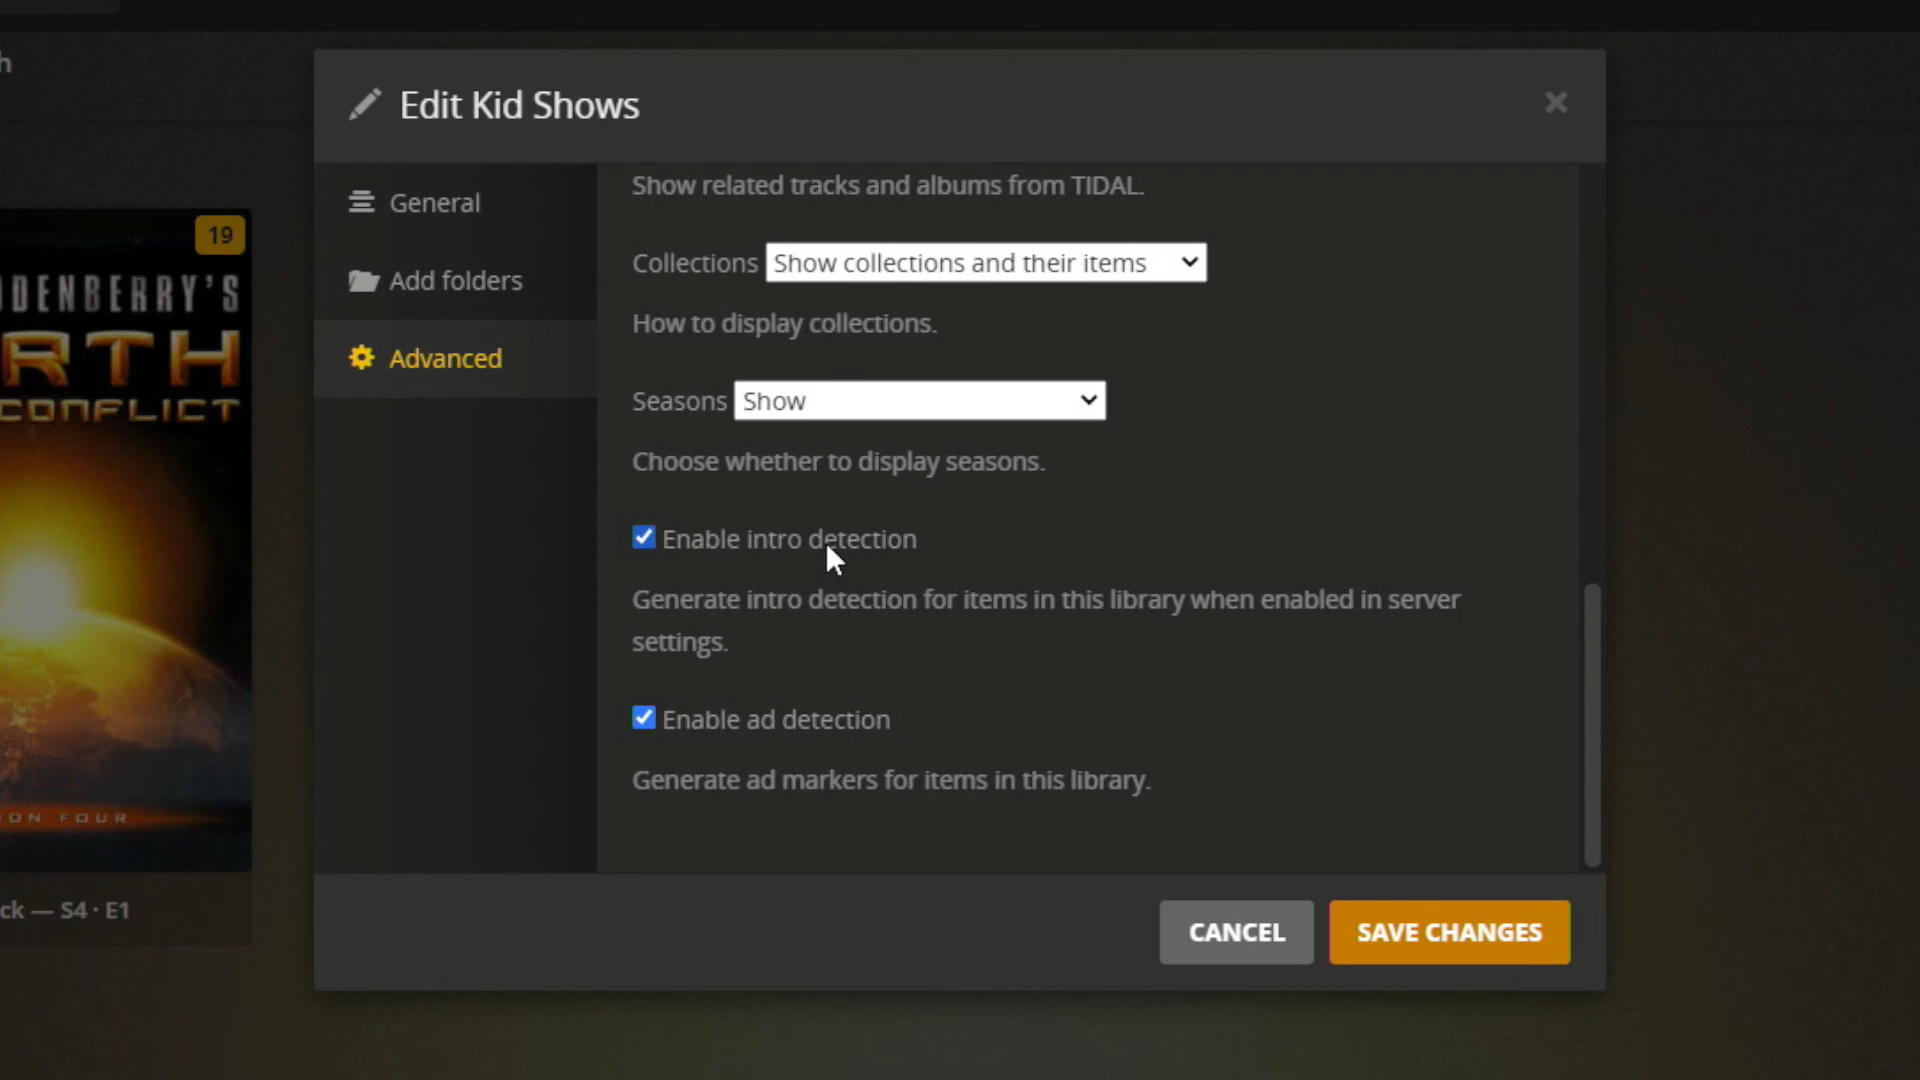 h
Edit Kid Shows
General
Add folders
Advanced
Show related tracks and albums from TIDAL.
Collections Show collections and their items
How to display collections.
Seasons Show
Choose whether to display seasons.
Enable intro detection
Generate intro detection for items in this library when enabled in server
settings.
Enable ad detection
Generate ad markers for items in this library.
CANCEL
SAVE CHANGES
19
DENBERRY'S
RTH
CONFLICT
ON FOUR
ck — S4 · E1